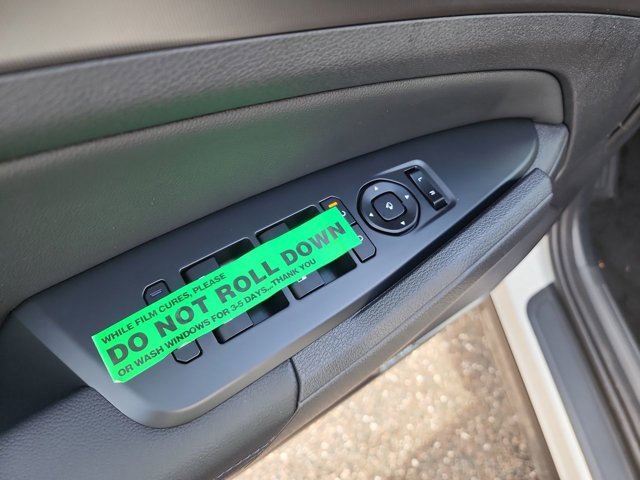 WHILE FILM CURES, PLEASE
DO NOT ROLL DOWN
OR WASH WINDOWS FOR 3-5 DAYS...THANK YOU
L
R